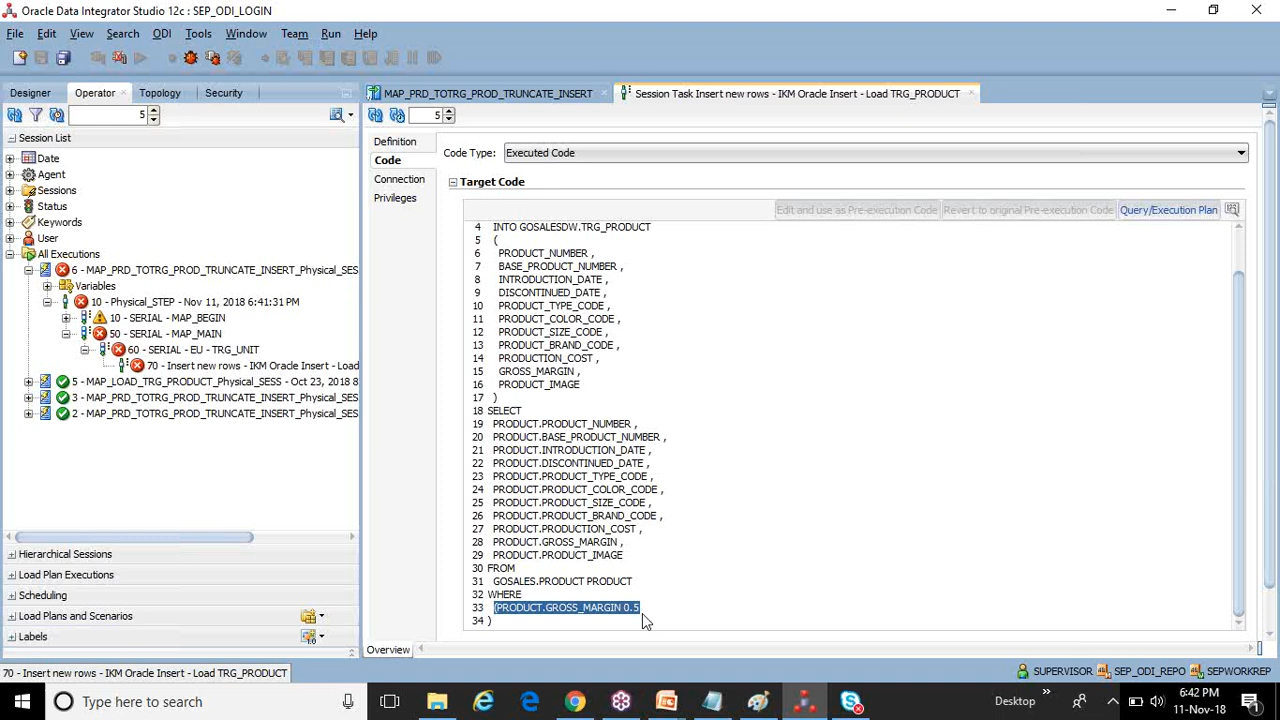 Oracle Data Integrator Studio 12c : SEP_ODI_LOGIN
File Edit View Search ODI Tools Window Team Run Help
Designer Operator Topology Security
MAP_PRD_TOTRG_PROD_TRUNCATE_INSERT Session Task Insert new rows - IKM Oracle Insert - Load TRG_PRODUCT
5
5
Session List
Date
Agent
Sessions
Status
Keywords
User
All Executions
6 - MAP_PRD_TOTRG_PROD_TRUNCATE_INSERT_Physical_SES
Variables
10 - Physical_STEP - Nov 11, 2018 6:41:31 PM
10 - SERIAL - MAP_BEGIN
50 - SERIAL - MAP_MAIN
60 - SERIAL - EU - TRG_UNIT
70 - Insert new rows - IKM Oracle Insert - Load
5 - MAP_LOAD_TRG_PRODUCT_Physical_SESS - Oct 23, 2018 8
3 - MAP_PRD_TOTRG_PROD_TRUNCATE_INSERT_Physical_SES
2 - MAP_PRD_TOTRG_PROD_TRUNCATE_INSERT_Physical_SES
Hierarchical Sessions
Load Plan Executions
Scheduling
Load Plans and Scenarios
Labels
Definition
Code
Connection
Privileges
Code Type: Executed Code
Target Code
Edit and use as Pre-execution Code Revert to original Pre-execution Code Query/Execution Plan
4 INTO GOSALESDW.TRG_PRODUCT
5 (
6 PRODUCT_NUMBER ,
7 BASE_PRODUCT_NUMBER ,
8 INTRODUCTION_DATE ,
9 DISCONTINUED_DATE ,
10 PRODUCT_TYPE_CODE ,
11 PRODUCT_COLOR_CODE ,
12 PRODUCT_SIZE_CODE ,
13 PRODUCT_BRAND_CODE ,
14 PRODUCTION_COST ,
15 GROSS_MARGIN ,
16 PRODUCT_IMAGE
17 )
18 SELECT
19 PRODUCT.PRODUCT_NUMBER ,
20 PRODUCT.BASE_PRODUCT_NUMBER ,
21 PRODUCT.INTRODUCTION_DATE ,
22 PRODUCT.DISCONTINUED_DATE ,
23 PRODUCT.PRODUCT_TYPE_CODE ,
24 PRODUCT.PRODUCT_COLOR_CODE ,
25 PRODUCT.PRODUCT_SIZE_CODE ,
26 PRODUCT.PRODUCT_BRAND_CODE ,
27 PRODUCT.PRODUCTION_COST ,
28 PRODUCT.GROSS_MARGIN ,
29 PRODUCT.PRODUCT_IMAGE
30 FROM
31 GOSALES.PRODUCT PRODUCT
32 WHERE
33 (PRODUCT.GROSS_MARGIN 0.5
34 )
Overview
70 - Insert new rows - IKM Oracle Insert - Load TRG_PRODUCT
SUPERVISOR SEP_ODI_REPO SEPWORKREP
Type here to search
Desktop
6:42 PM
11-Nov-18
1